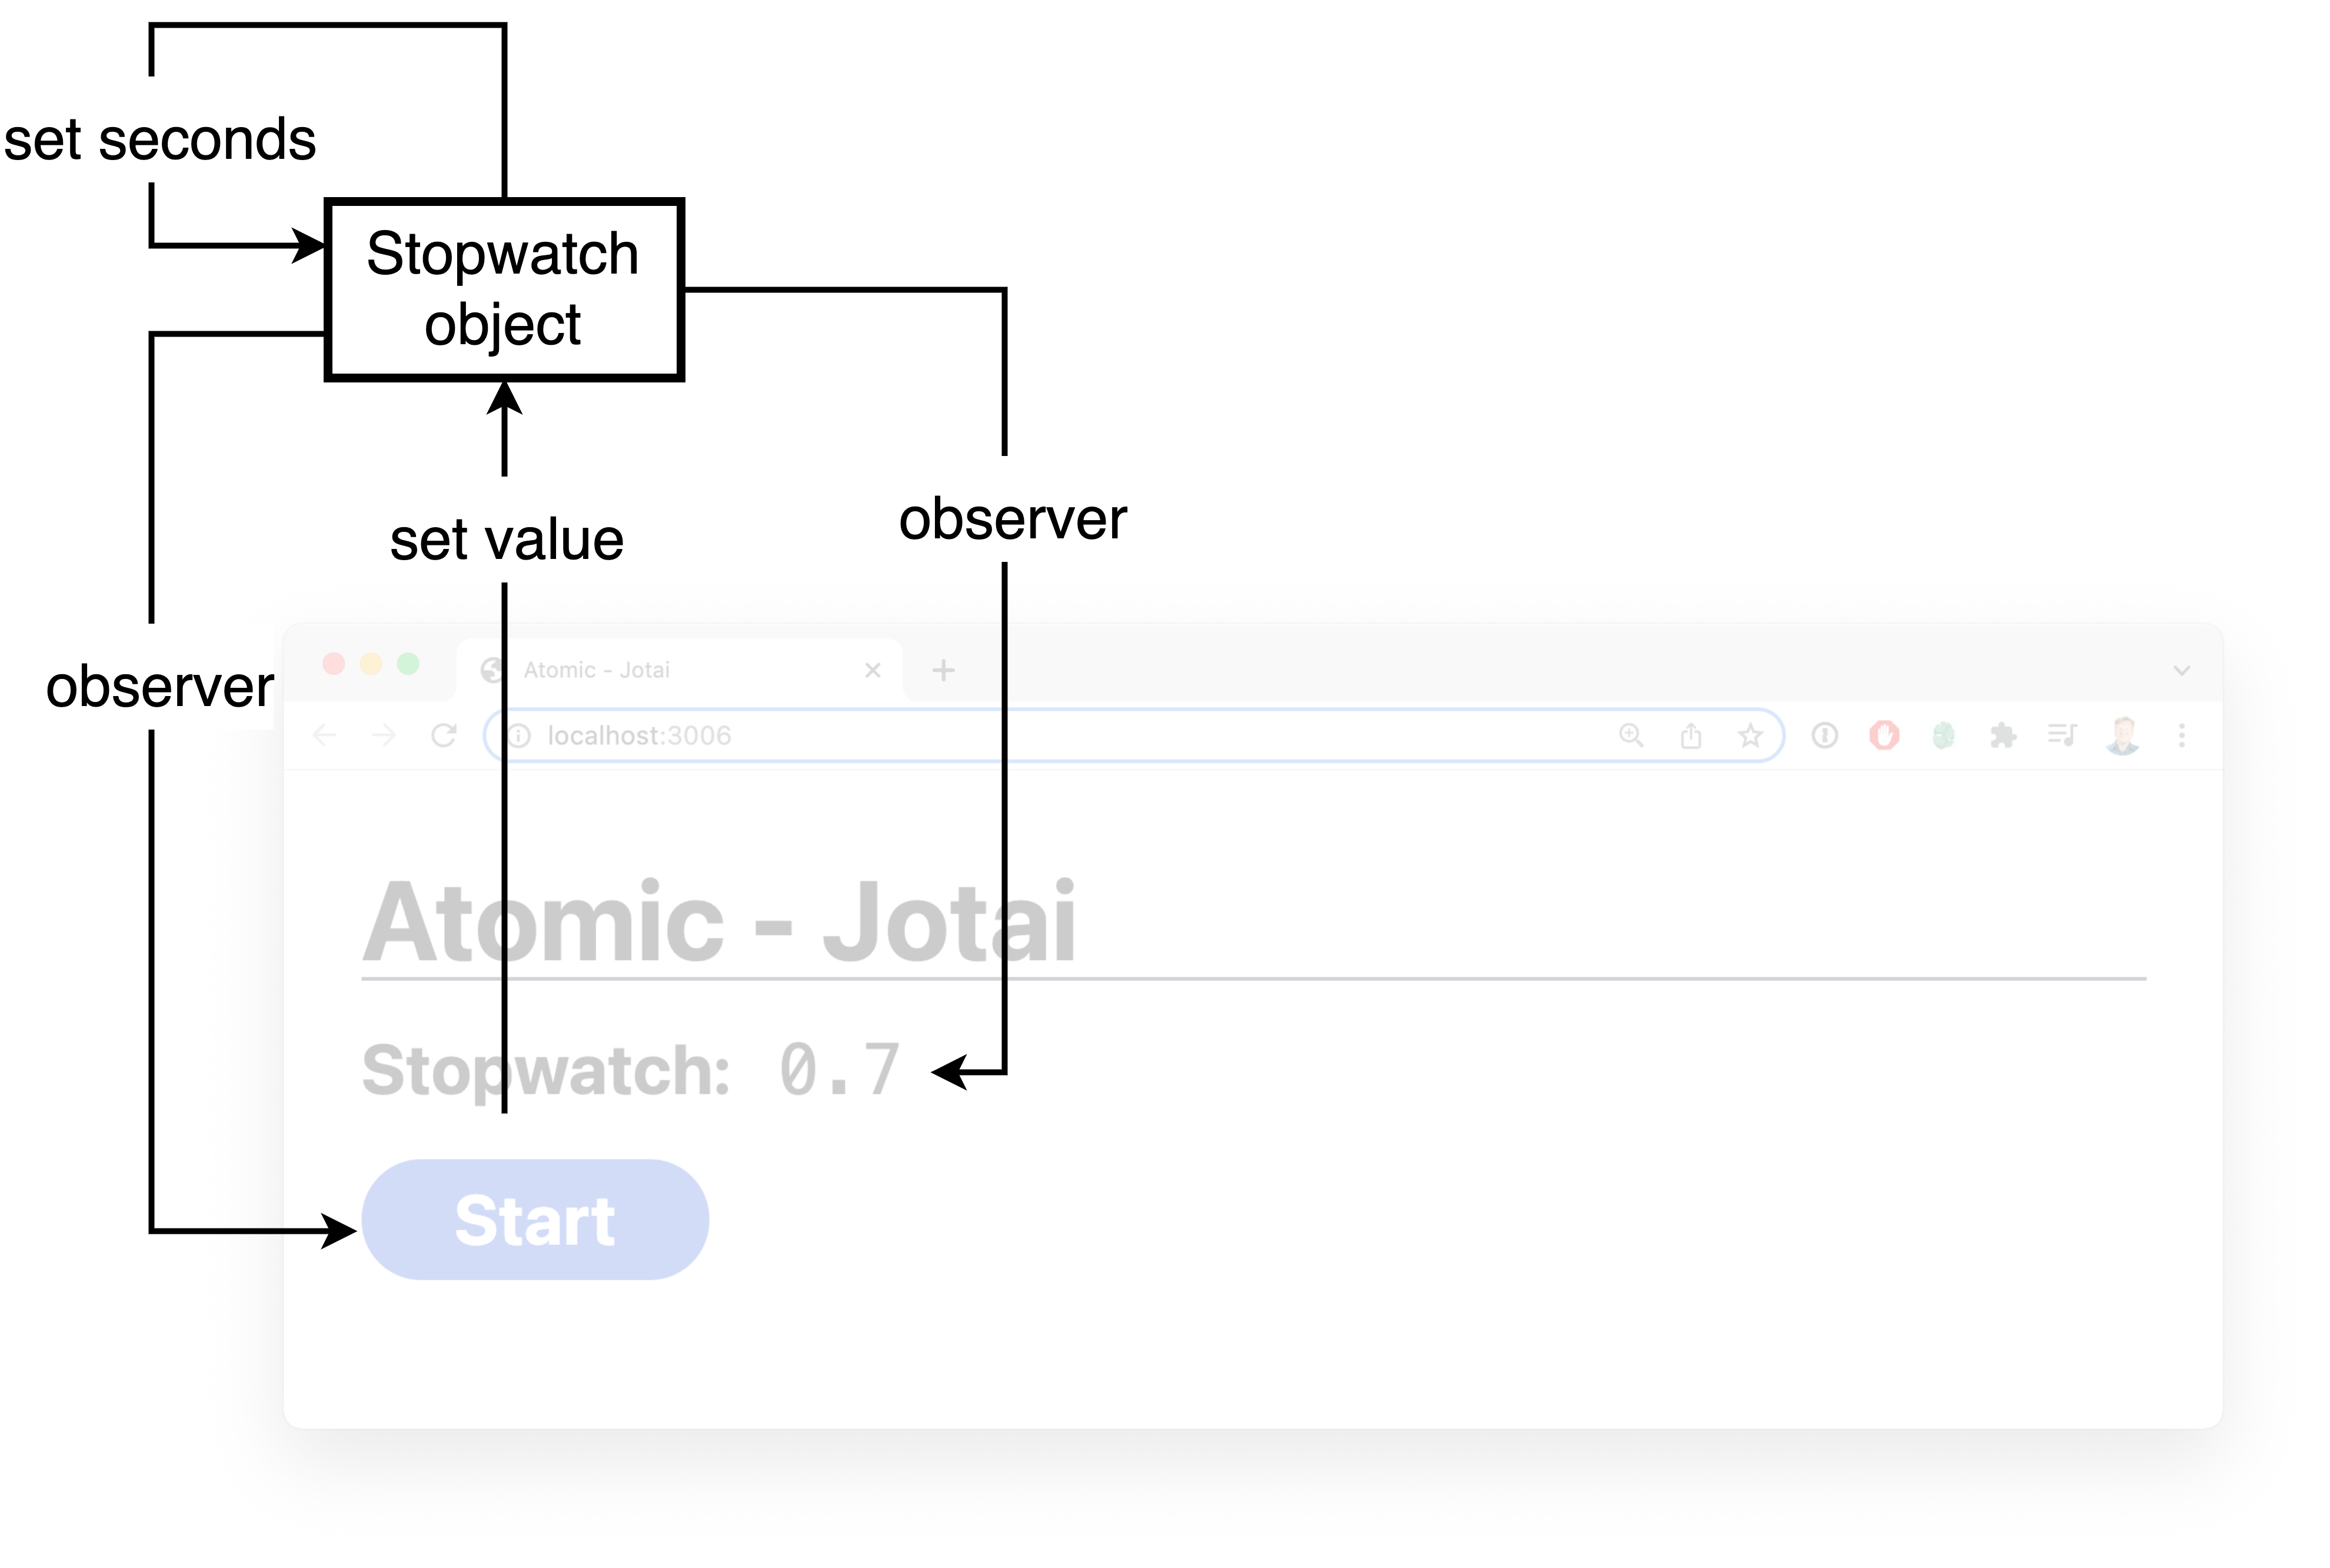 set seconds
Stopwatch
object
set value
observer
observer
Atomic - Jotai
localhost:3006
Atomic - Jotai
Stopwatch: 0.7
Start